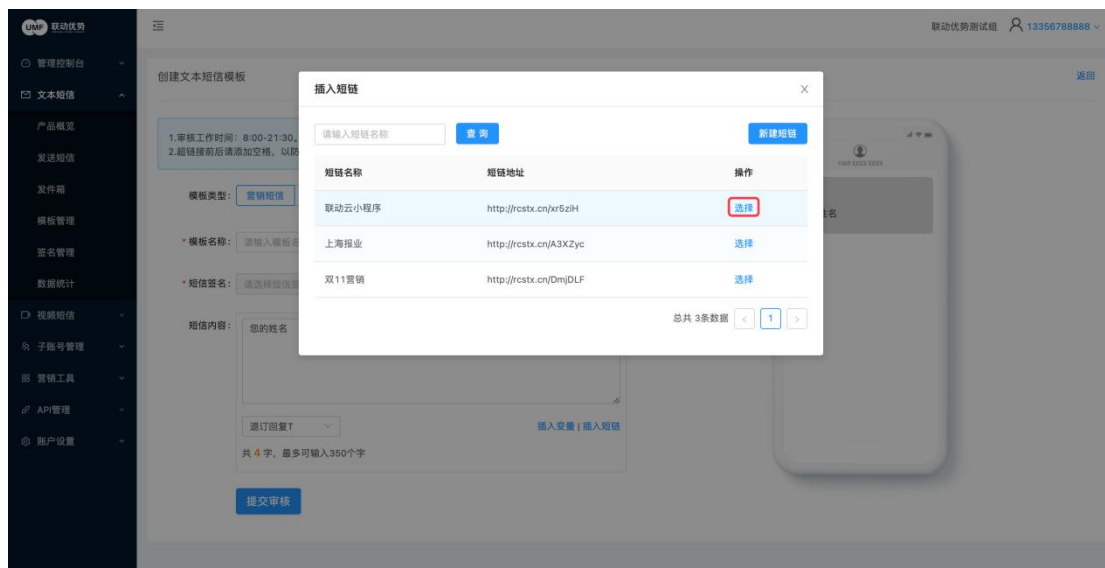 UMF 联动优势
联动优势测试组 13356788888
管理控制台
文本短信
产品概览
发送短信
发件箱
模板管理
签名管理
数据统计
视频短信
子账号管理
营销工具
API管理
账户设置
创建文本短信模板
返回
1.审核工作时间：8:00-21:30,
2.超链接前后请添加空格，以防
模板类型： 营销短信
* 模板名称： 请输入模板名
* 短信签名： 请选择短信签
短信内容： 您的姓名
退订回复T
插入变量 | 插入短链
共 4 字，最多可输入350个字
提交审核
插入短链 X
请输入短链名称 查 询 新建短链
短链名称 短链地址 操作
联动云小程序 http://rcstx.cn/xr5ziH 选择
上海报业 http://rcstx.cn/A3XZyc 选择
双11营销 http://rcstx.cn/DmjDLF 选择
总共 3条数据 < 1 >
姓名